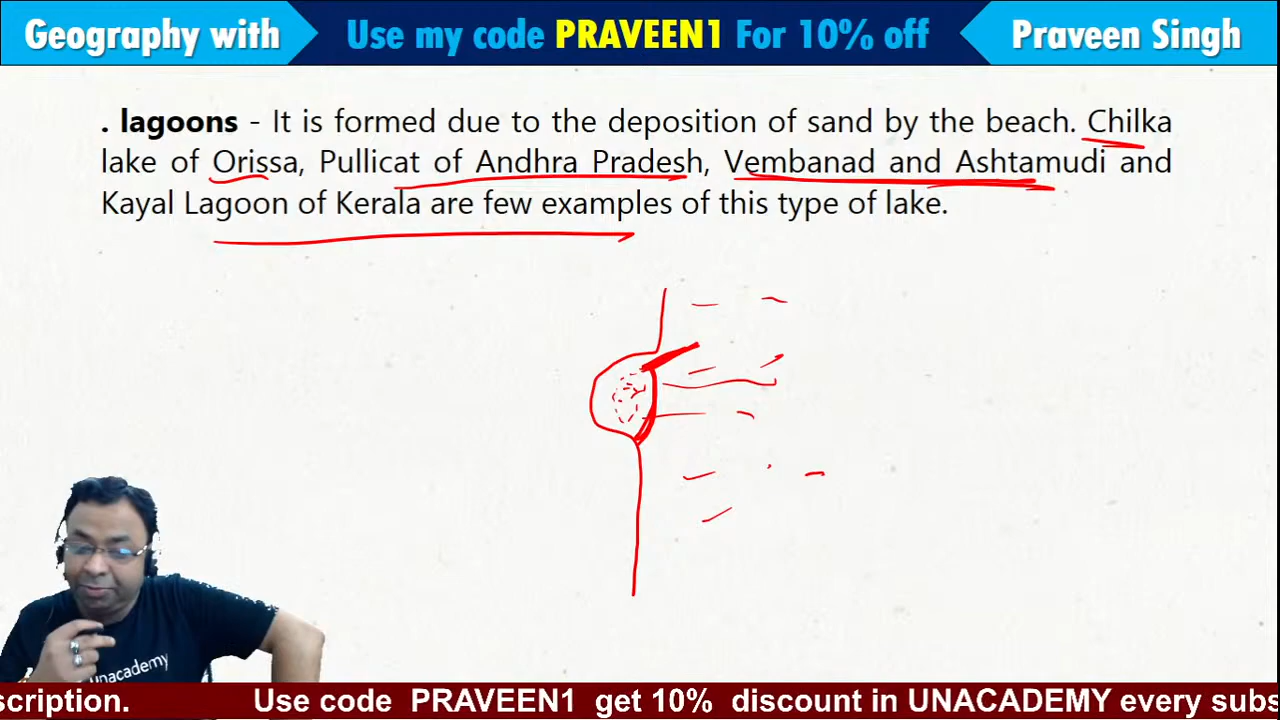 Geography with
Use my code PRAVEEN1 For 10% off
Praveen Singh
. lagoons - It is formed due to the deposition of sand by the beach. Chilka
lake of Orissa, Pullicat of Andhra Pradesh, Vembanad and Ashtamudi and
Kayal Lagoon of Kerala are few examples of this type of lake.
unacademy
scription. Use code PRAVEEN1 get 10% discount in UNACADEMY every subs